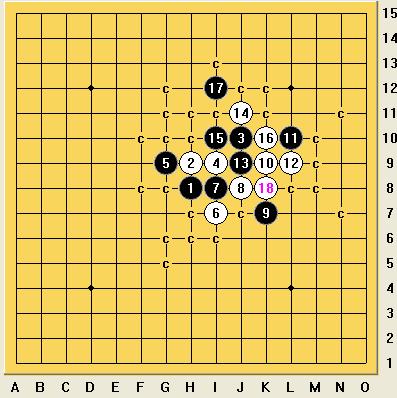 15
14
c 13
c 17 c c 12
c c c 14 c c 11
c c c 15 3 16 11 c 10
5 2 4 13 10 12 c 9
c c 1 7 8 18 c c 8
c 6 c 9 c 7
c c c 6
c 5
4
3
2
1
A B C D E F G H I J K L M N O